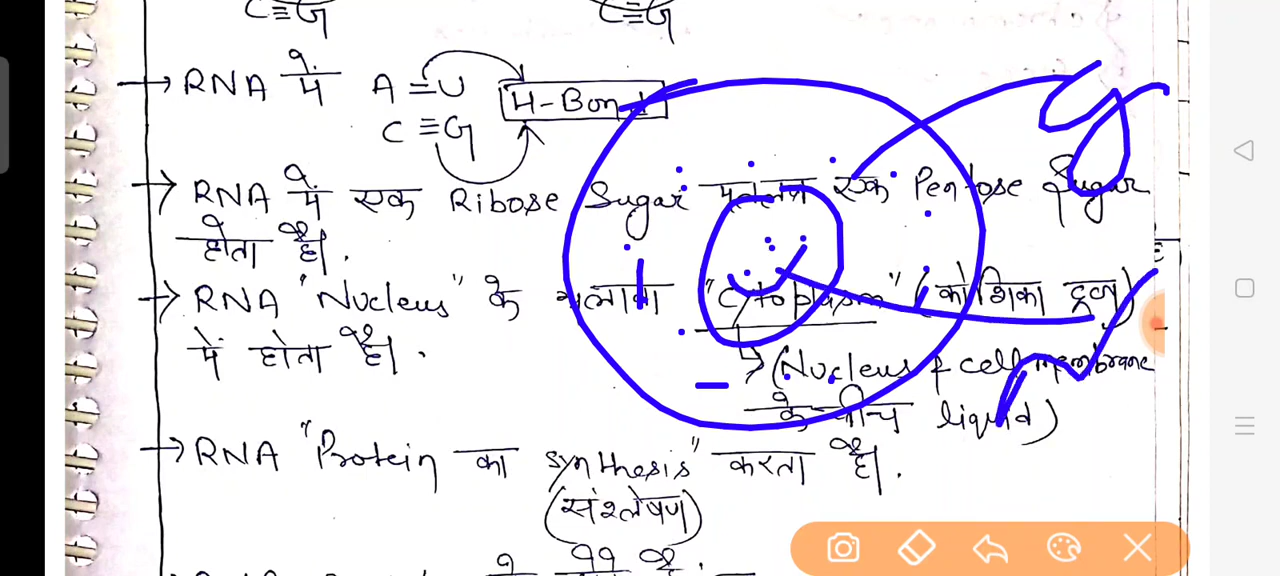 C≡G C≡G
→ RNA में A=U H-Bond
C≡G
→ RNA में एक Ribose Sugar एक Pentose Sugar
होता है।
→ RNA "Nucleus" के अलावा "Cytoplasm" (कोशिका द्रव्य)
में होता है।
↳ (Nucleus & cell membrane
के बीच liquid)
→ RNA "Protein का synthesis" करता है।
(संश्लेषण)